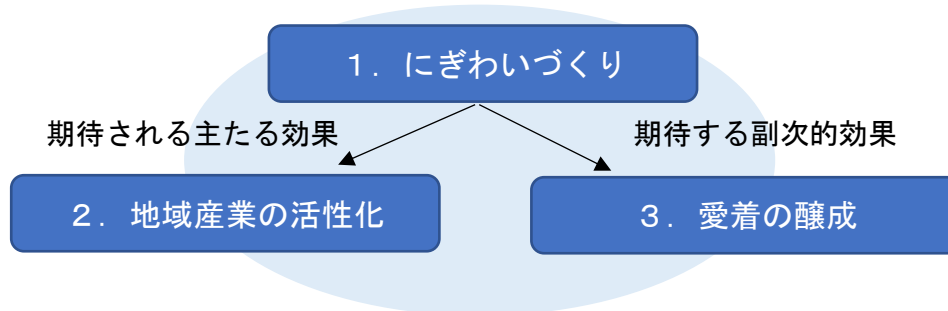 １．にぎわいづくり
期待される主たる効果
期待する副次的効果
２．地域産業の活性化
３．愛着の醸成